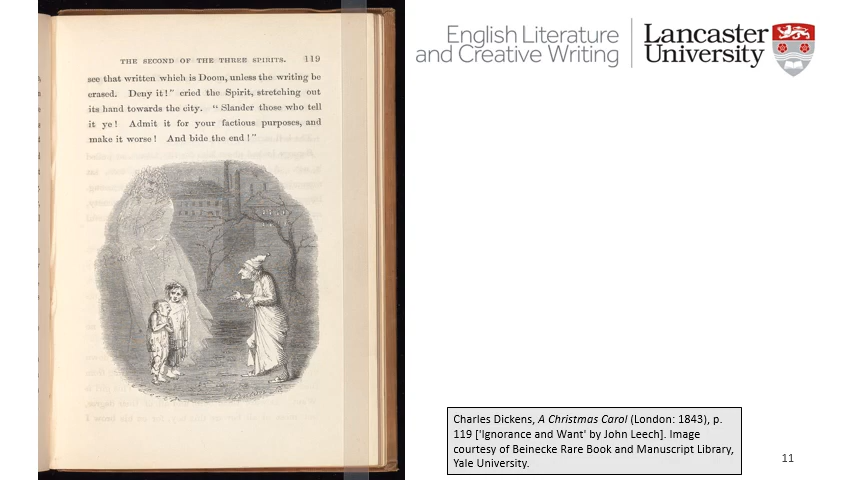 THE SECOND OF THE THREE SPIRITS. 119
see that written which is Doom, unless the writing be
erased. Deny it!" cried the Spirit, stretching out
its hand towards the city. "Slander those who tell
it ye! Admit it for your factious purposes, and
make it worse! And bide the end!"
English Literature
and Creative Writing
Lancaster
University
Charles Dickens, A Christmas Carol (London: 1843), p.
119 ['Ignorance and Want' by John Leech]. Image
courtesy of Beinecke Rare Book and Manuscript Library,
Yale University.
11